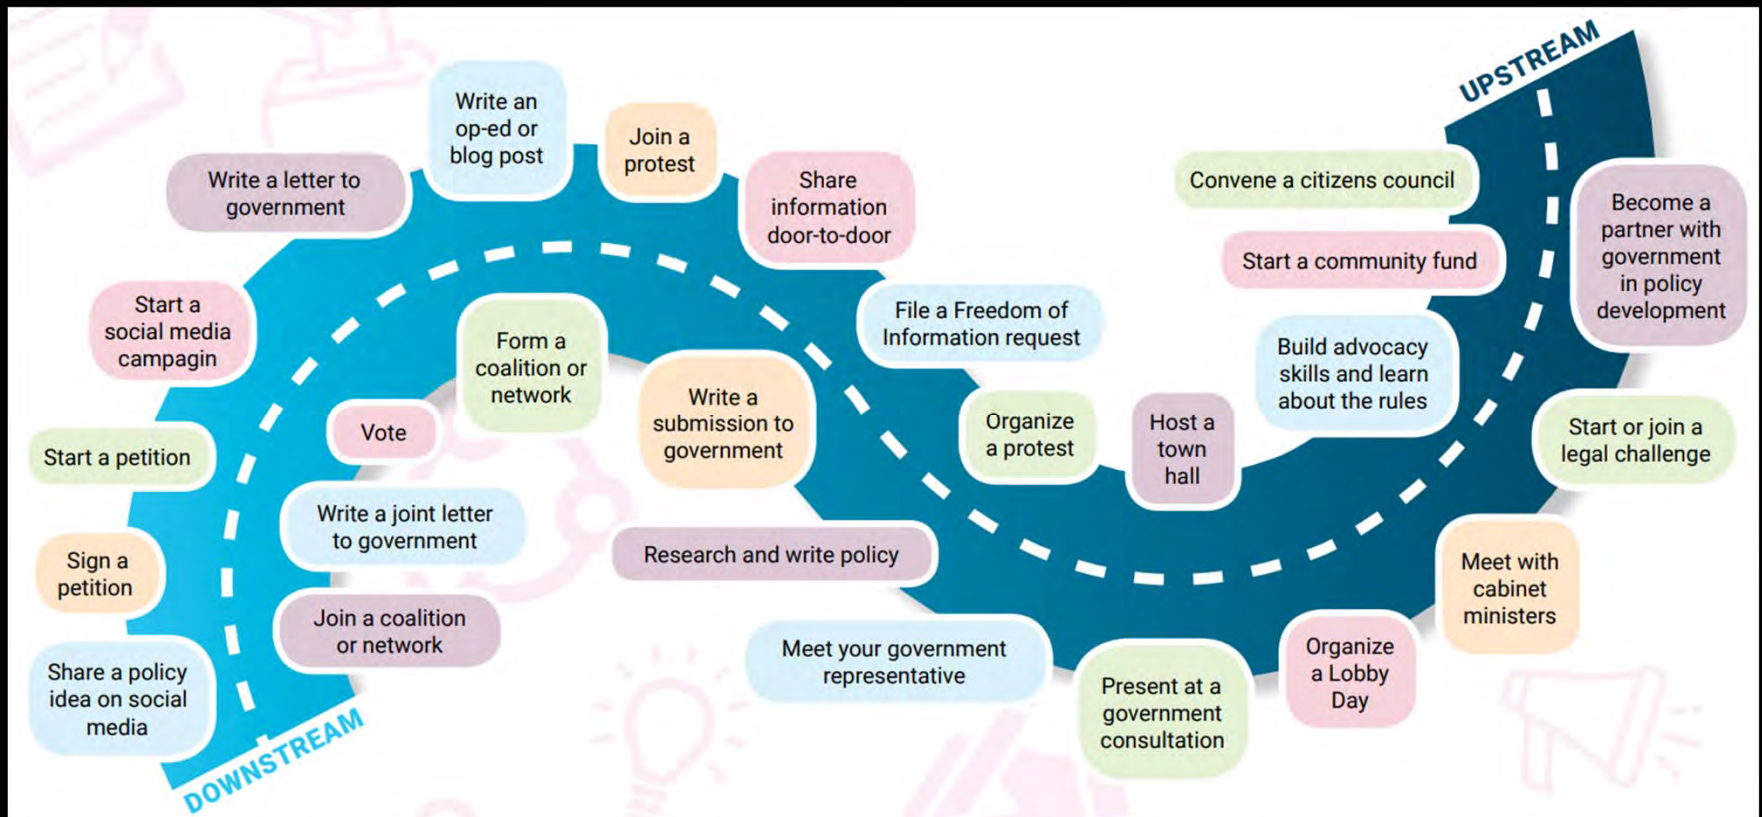 UPSTREAM
Write an
op-ed or
blog post
Join a
protest
Write a letter to
government
Share
information
door-to-door
Convene a citizens council
Become a
partner with
government
in policy
development
Start a community fund
Start a
social media
campagin
File a Freedom of
Information request
Form a
coalition or
network
Build advocacy
skills and learn
about the rules
Write a
submission to
government
Organize
a protest
Host a
town
hall
Start or join a
legal challenge
Vote
Start a petition
Write a joint letter
to government
Research and write policy
Sign a
petition
Meet with
cabinet
ministers
Join a coalition
or network
Meet your government
representative
Organize
a Lobby
Day
Share a policy
idea on social
media
Present at a
government
consultation
DOWNSTREAM